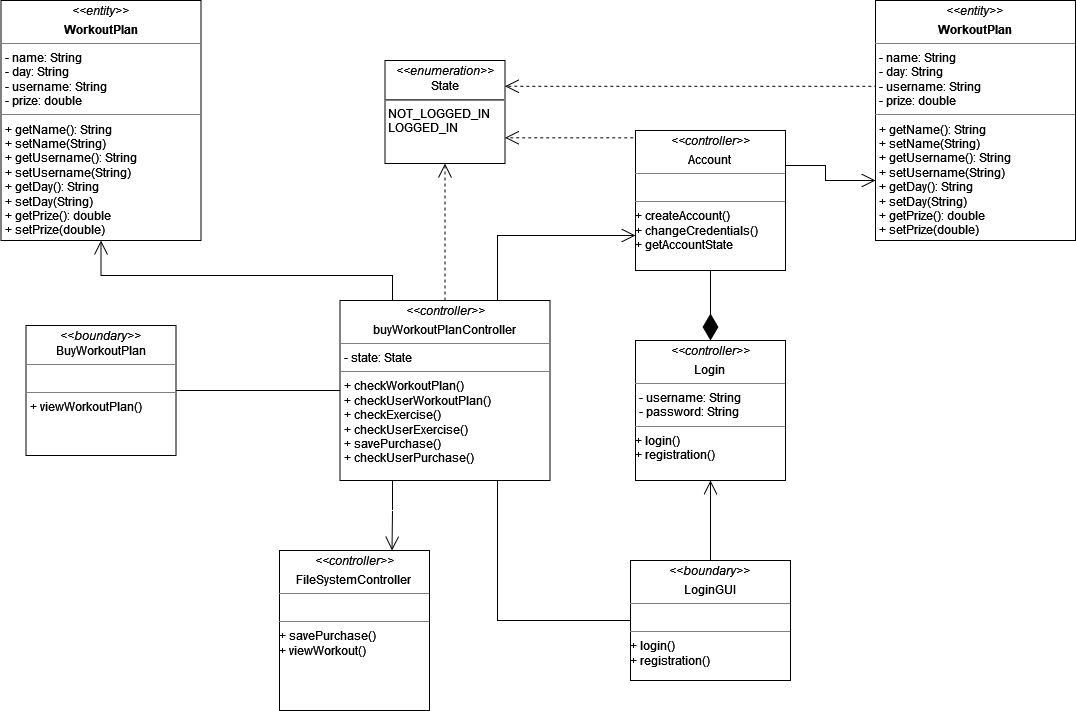 <<entity>>
WorkoutPlan
- name: String
- day: String
- username: String
- prize: double
+ getName(): String
+ setName(String)
+ getUsername(): String
+ setUsername(String)
+ getDay(): String
+ setDay(String)
+ getPrize(): double
+ setPrize(double)
<<enumeration>>
State
NOT_LOGGED_IN
LOGGED_IN
<<entity>>
WorkoutPlan
- name: String
- day: String
- username: String
- prize: double
+ getName(): String
+ setName(String)
+ getUsername(): String
+ setUsername(String)
+ getDay(): String
+ setDay(String)
+ getPrize(): double
+ setPrize(double)
<<controller>>
Account
+ createAccount()
+ changeCredentials()
+ getAccountState
<<boundary>>
BuyWorkoutPlan
+ viewWorkoutPlan()
<<controller>>
buyWorkoutPlanController
- state: State
+ checkWorkoutPlan()
+ checkUserWorkoutPlan()
+ checkExercise()
+ checkUserExercise()
+ savePurchase()
+ checkUserPurchase()
<<controller>>
Login
- username: String
- password: String
+ login()
+ registration()
<<controller>>
FileSystemController
+ savePurchase()
+ viewWorkout()
<<boundary>>
LoginGUI
+ login()
+ registration()